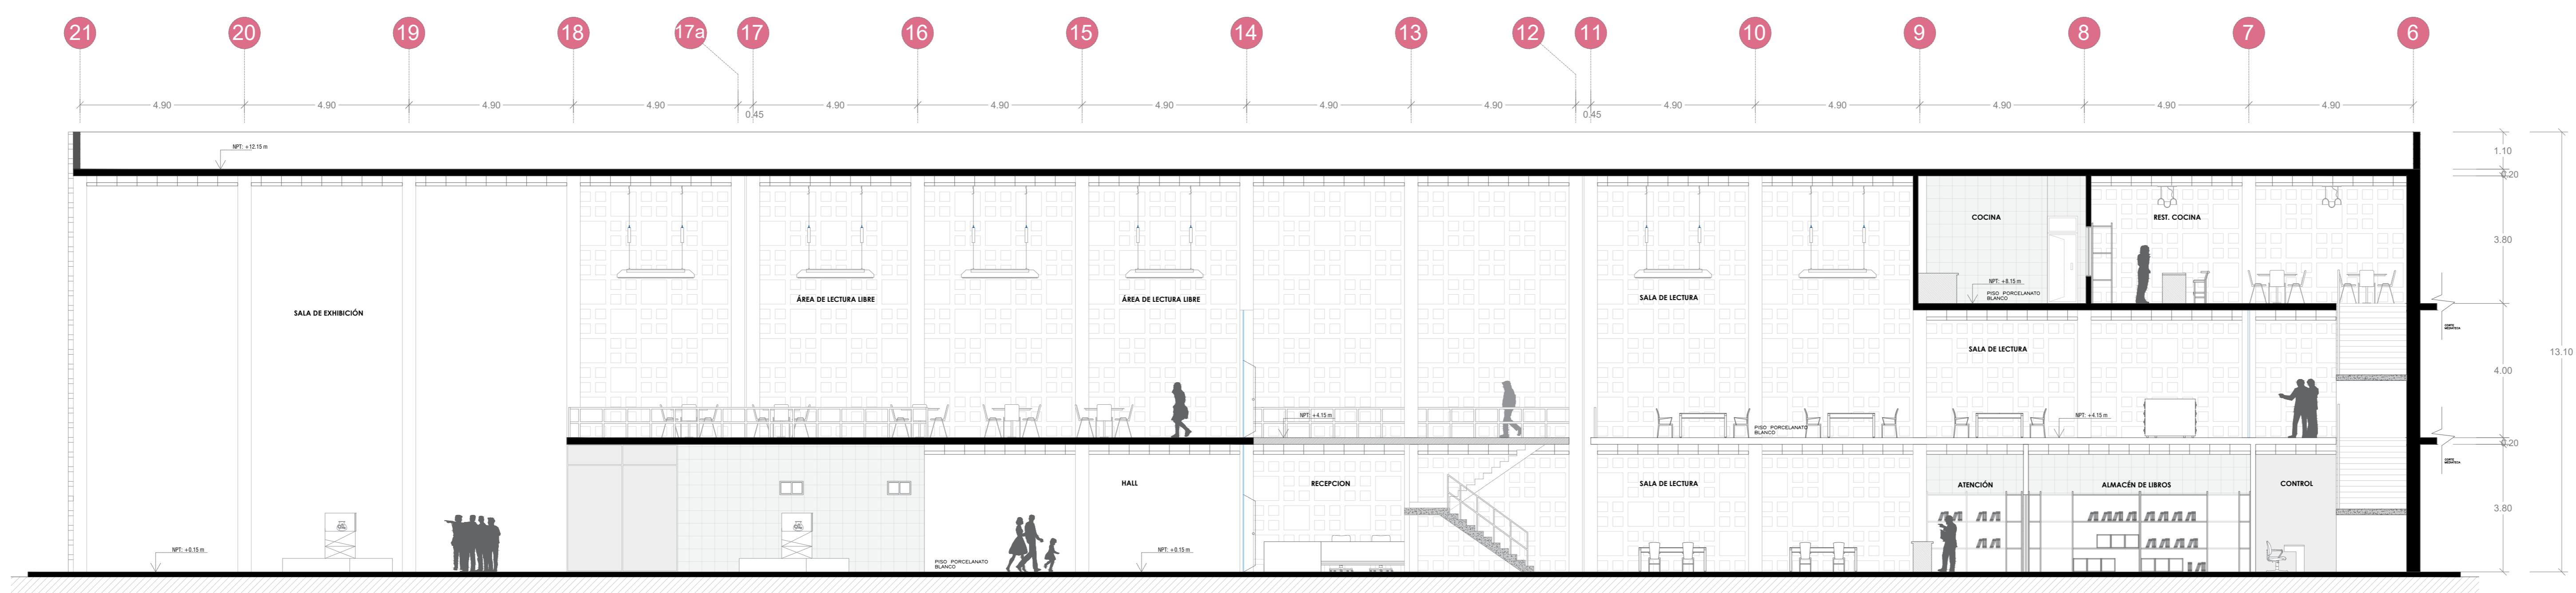 21 20 19 18 17a 17 16 15 14 13 12 11 10 9 8 7 6
4.90 4.90 4.90 4.90 4.90 4.90 4.90 4.90 4.90 4.90 4.90 4.90 4.90 4.90
0.45 0.45
NPT: +12.15 m
1.10
0.20
COCINA REST. COCINA
3.80
NPT: +8.15 m
PISO PORCELANATO
BLANCO
ÁREA DE LECTURA LIBRE ÁREA DE LECTURA LIBRE SALA DE LECTURA
SALA DE EXHIBICIÓN
CORTE
MEDIATECA
SALA DE LECTURA
13.10
4.00
NPT: +4.15 m NPT: +4.15 m
PISO PORCELANATO
BLANCO
0.20
CORTE
MEDIATECA
HALL RECEPCION SALA DE LECTURA ATENCIÓN ALMACÉN DE LIBROS CONTROL
3.80
NPT: +0.15 m NPT: +0.15 m
PISO PORCELANATO
BLANCO